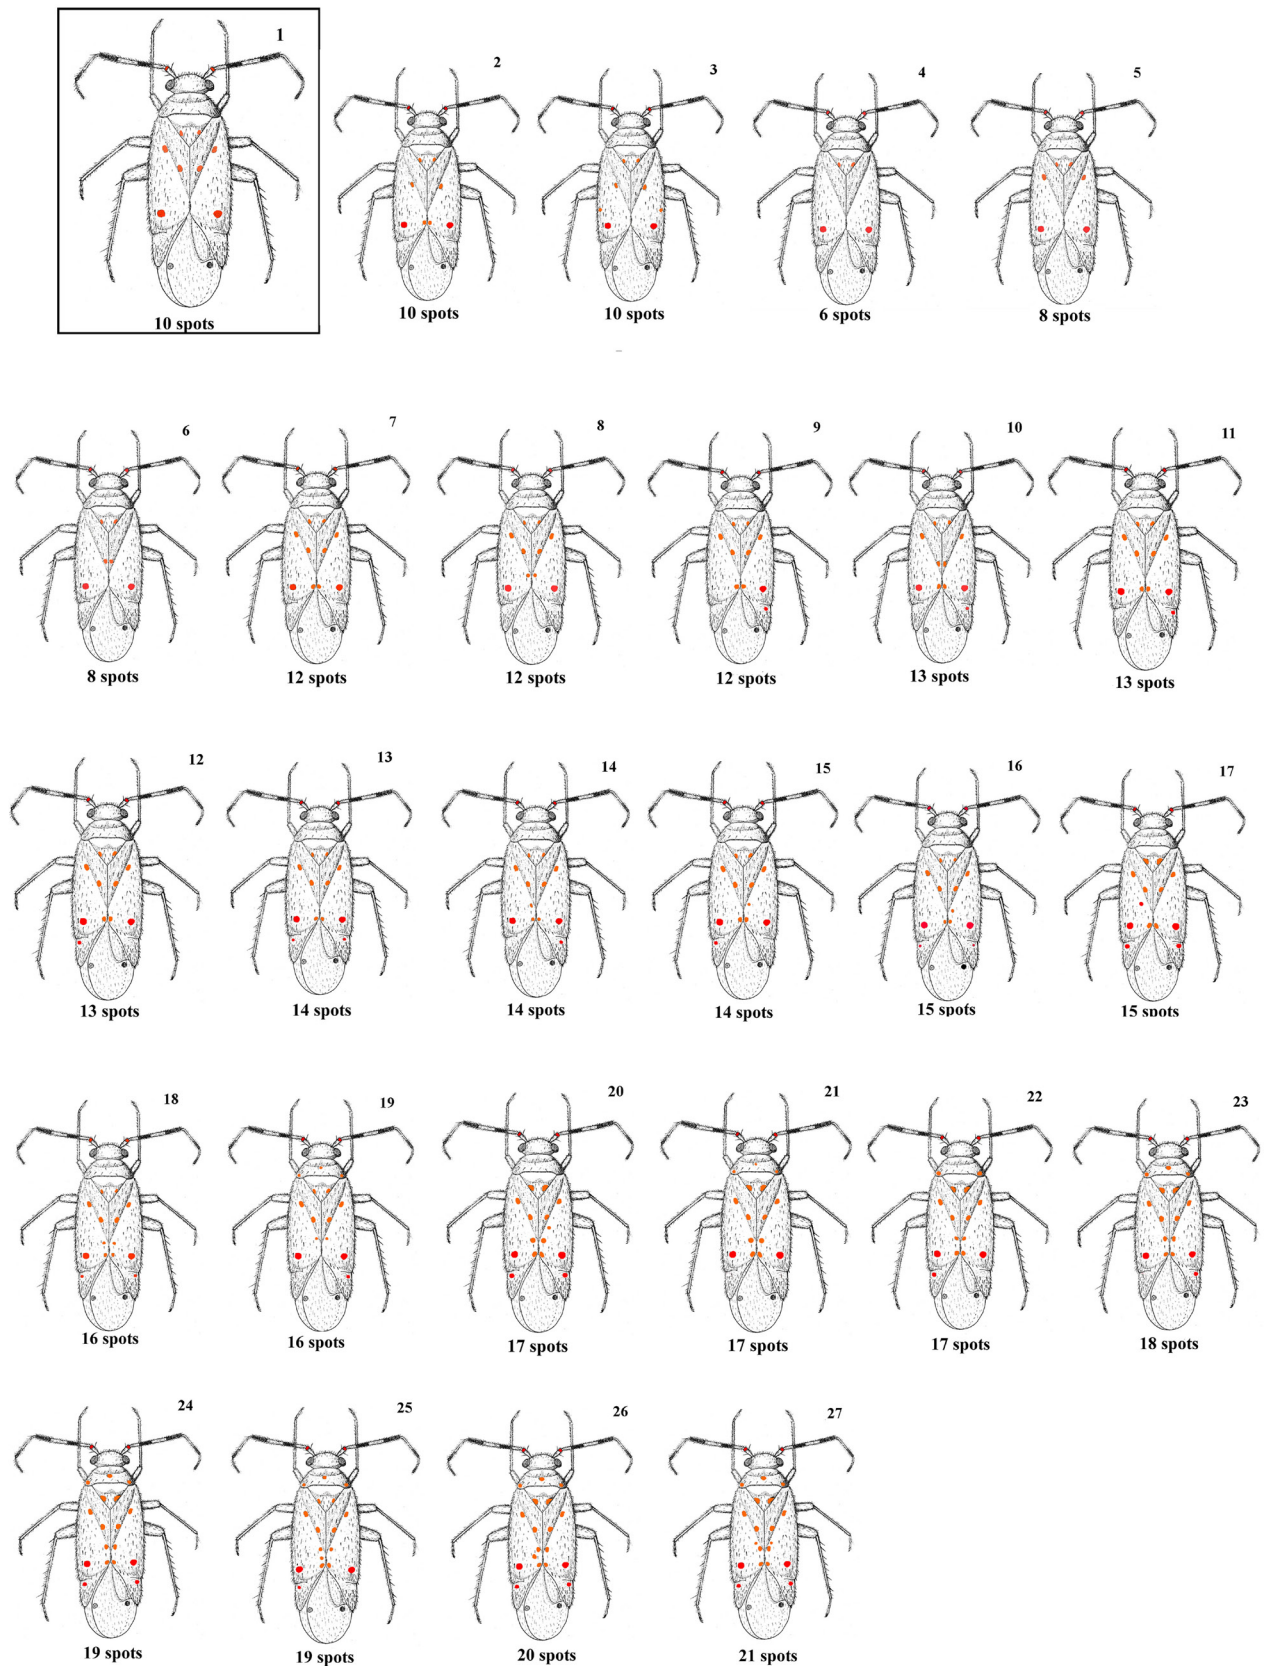 1
2
3
4
5
10 spots
10 spots
10 spots
6 spots
8 spots
6
7
8
9
10
11
8 spots
12 spots
12 spots
12 spots
13 spots
13 spots
12
13
14
15
16
17
13 spots
14 spots
14 spots
14 spots
15 spots
15 spots
18
19
20
21
22
23
16 spots
16 spots
17 spots
17 spots
17 spots
18 spots
24
25
26
27
19 spots
19 spots
20 spots
21 spots